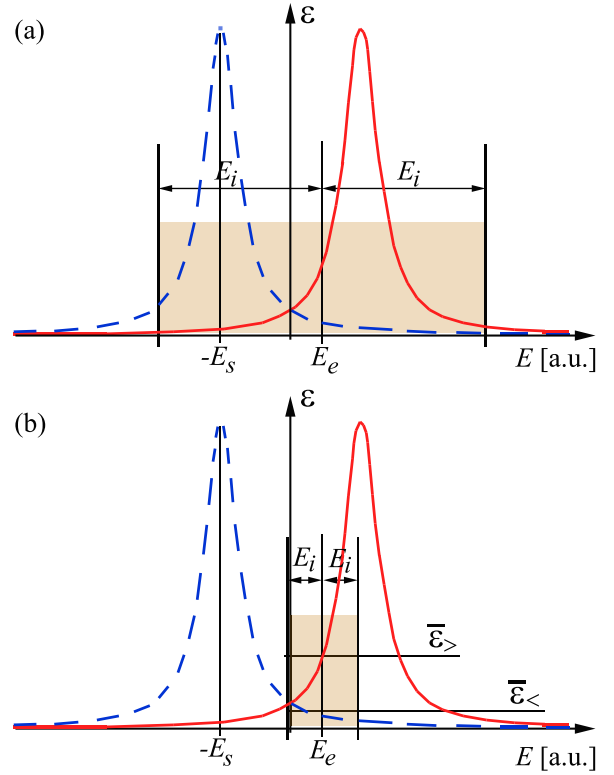 (a)
ε
E_i E_i
-E_s E_e E [a.u.]
(b)
ε
E_i E_i
ε̅_>
ε̅_<
-E_s E_e E [a.u.]